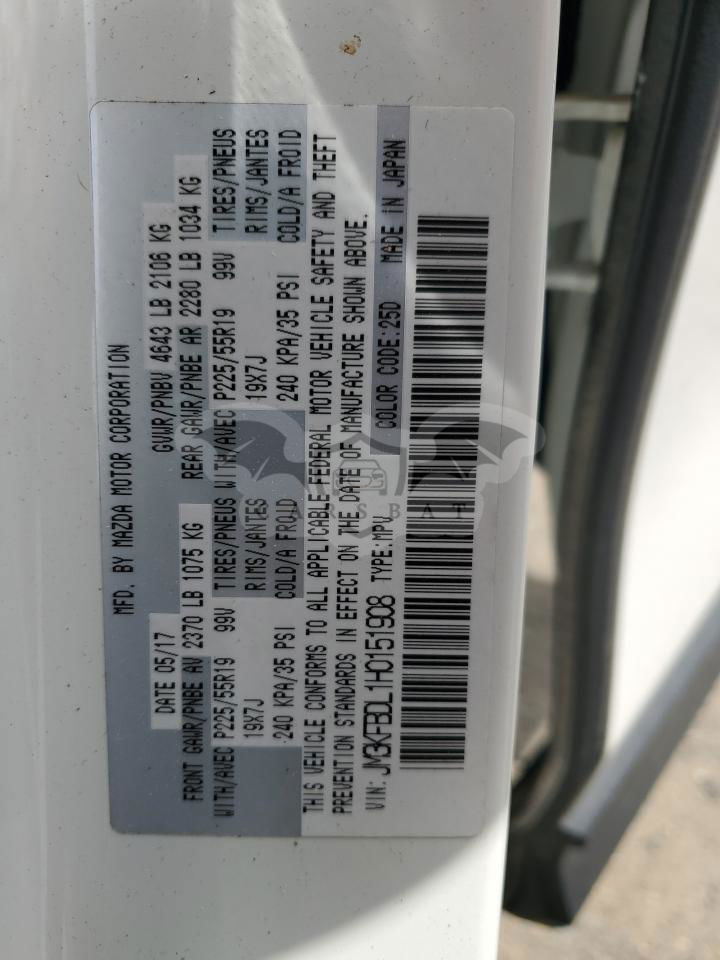 MFD. BY MAZDA MOTOR CORPORATION
DATE 05/17 GVWR/PNBV 4643 LB 2106 KG
FRONT GAWR/PNBE AV 2370 LB 1075 KG REAR GAWR/PNBE AR 2280 LB 1034 KG
WITH/AVEC P225/55R19 99V TIRES/PNEUS WITH/AVEC P225/55R19 99V TIRES/PNEUS
19X7J RIMS/JANTES 19X7J RIMS/JANTES
240 KPA/35 PSI COLD/A FROID 240 KPA/35 PSI COLD/A FROID
THIS VEHICLE CONFORMS TO ALL APPLICABLE FEDERAL MOTOR VEHICLE SAFETY AND THEFT
PREVENTION STANDARDS IN EFFECT ON THE DATE OF MANUFACTURE SHOWN ABOVE.
VIN: JM3KFBDL1H0151908 TYPE: MPV COLOR CODE: 25D MADE IN JAPAN
CARSBAT